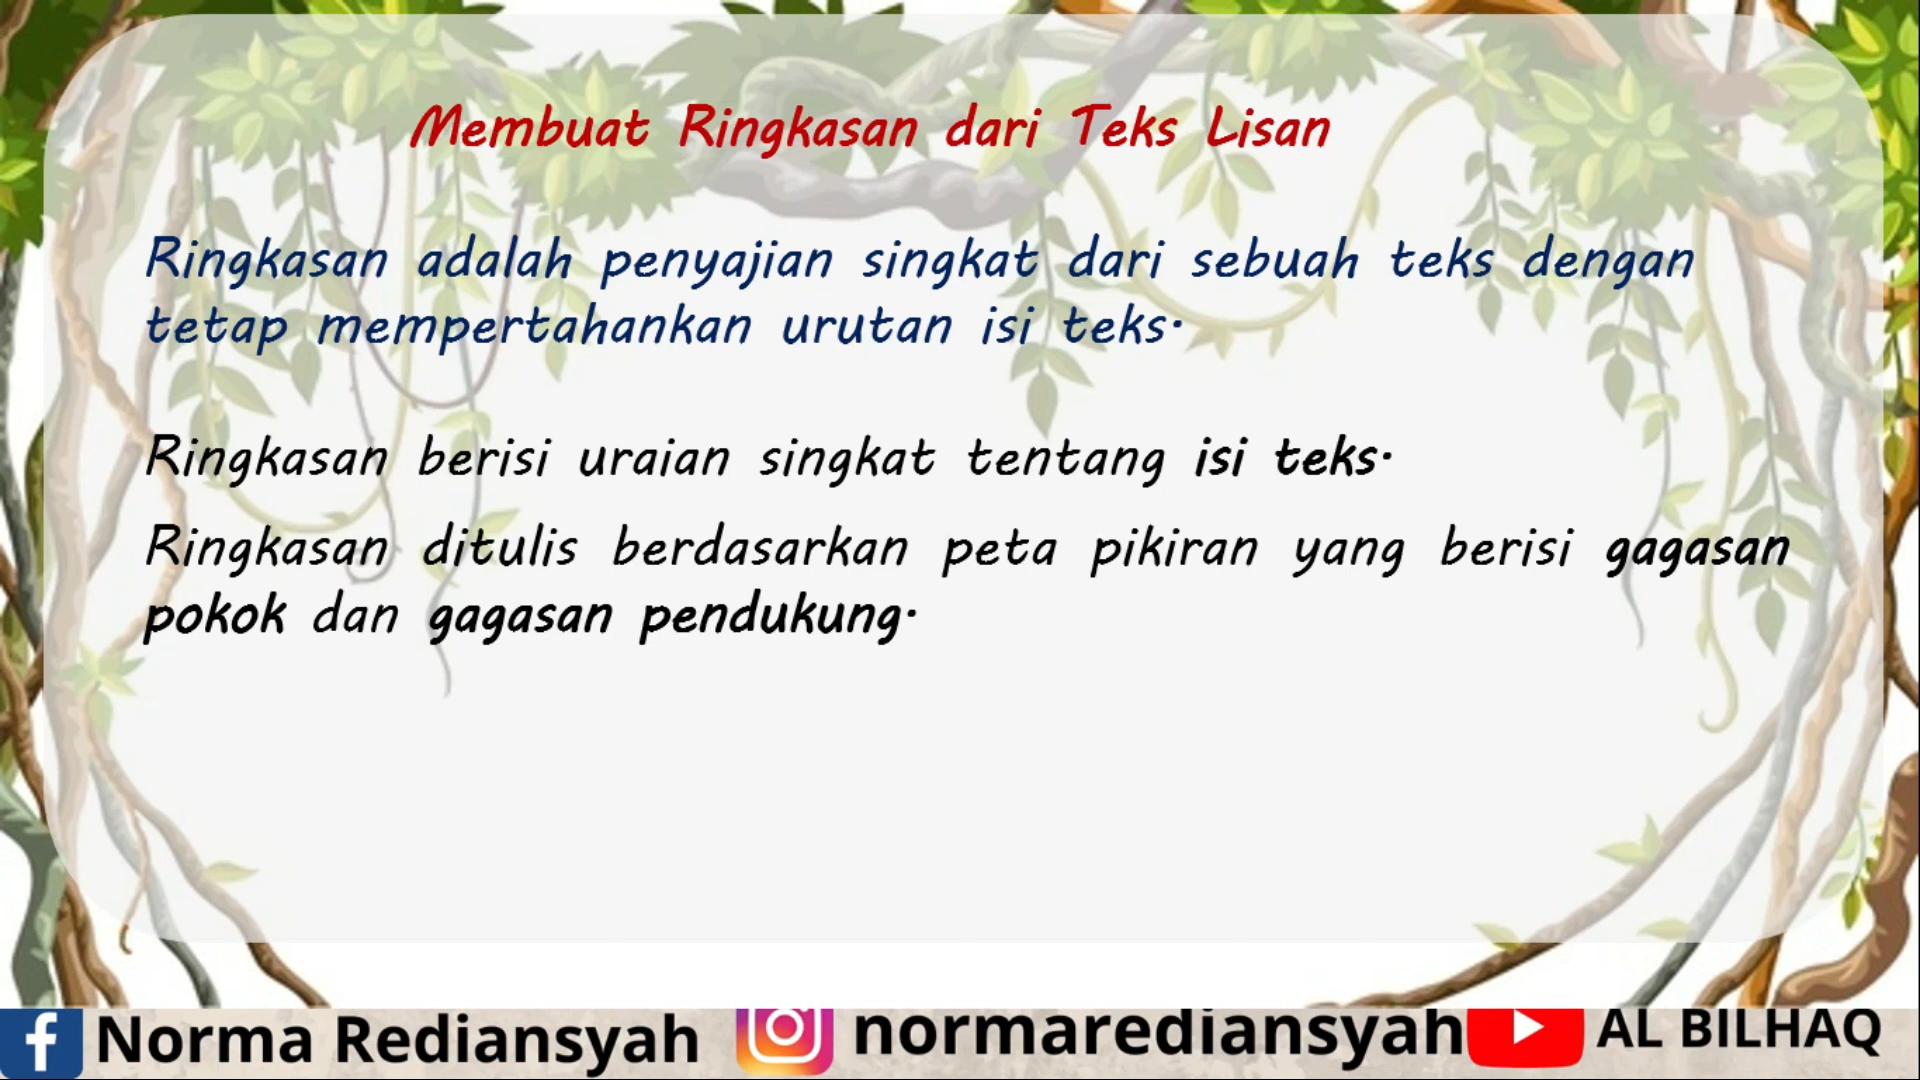 Membuat Ringkasan dari Teks Lisan
Ringkasan adalah penyajian singkat dari sebuah teks dengan
tetap mempertahankan urutan isi teks.
Ringkasan berisi uraian singkat tentang isi teks.
Ringkasan ditulis berdasarkan peta pikiran yang berisi gagasan
pokok dan gagasan pendukung.
Norma Rediansyah normarediansyah AL BILHAQ